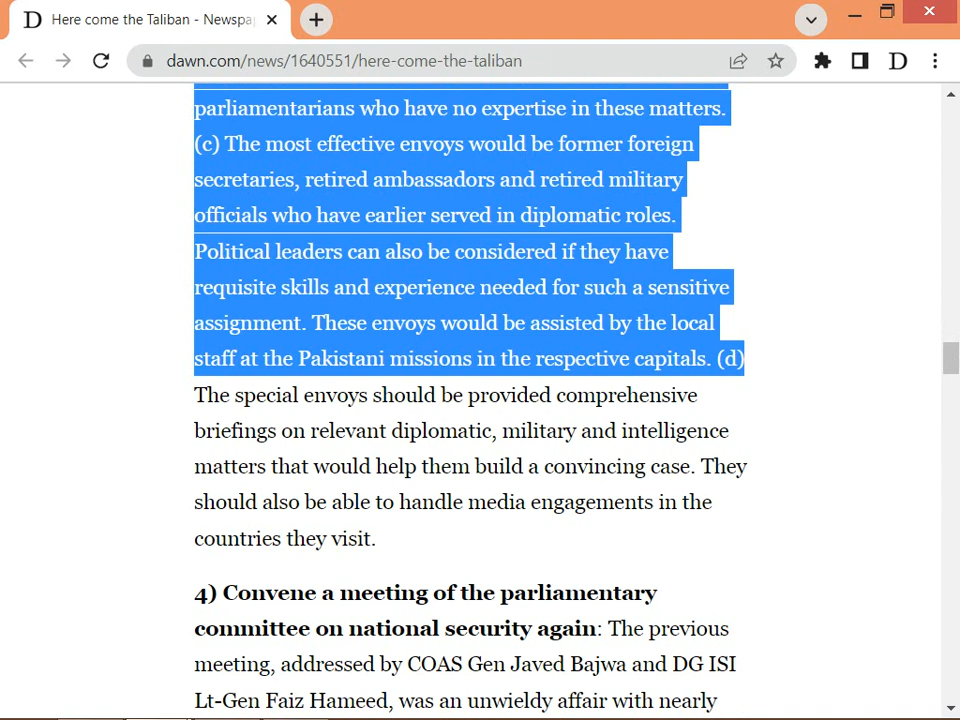 D Here come the Taliban - Newspa
dawn.com/news/1640551/here-come-the-taliban
D
parliamentarians who have no expertise in these matters.
(c) The most effective envoys would be former foreign
secretaries, retired ambassadors and retired military
officials who have earlier served in diplomatic roles.
Political leaders can also be considered if they have
requisite skills and experience needed for such a sensitive
assignment. These envoys would be assisted by the local
staff at the Pakistani missions in the respective capitals. (d)
The special envoys should be provided comprehensive
briefings on relevant diplomatic, military and intelligence
matters that would help them build a convincing case. They
should also be able to handle media engagements in the
countries they visit.
4) Convene a meeting of the parliamentary
committee on national security again: The previous
meeting, addressed by COAS Gen Javed Bajwa and DG ISI
Lt-Gen Faiz Hameed, was an unwieldy affair with nearly